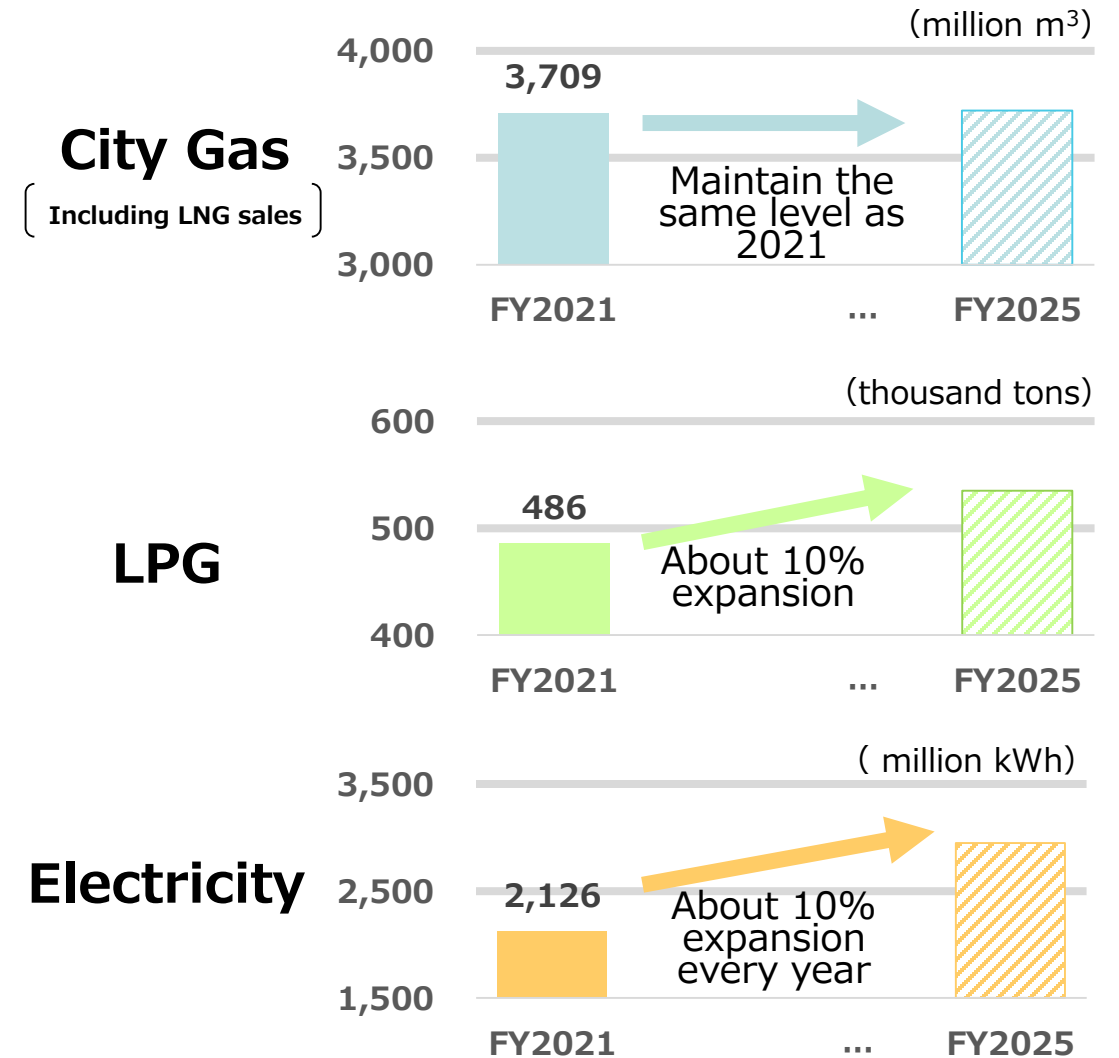 (million m³)
4,000
3,709
City Gas
3,500
Including LNG sales
Maintain the
same level as
2021
3,000
FY2021 ... FY2025
(thousand tons)
600
486
500
LPG
About 10%
expansion
400
FY2021 ... FY2025
( million kWh)
3,500
Electricity
2,500
2,126
About 10%
expansion
every year
1,500
FY2021 ... FY2025